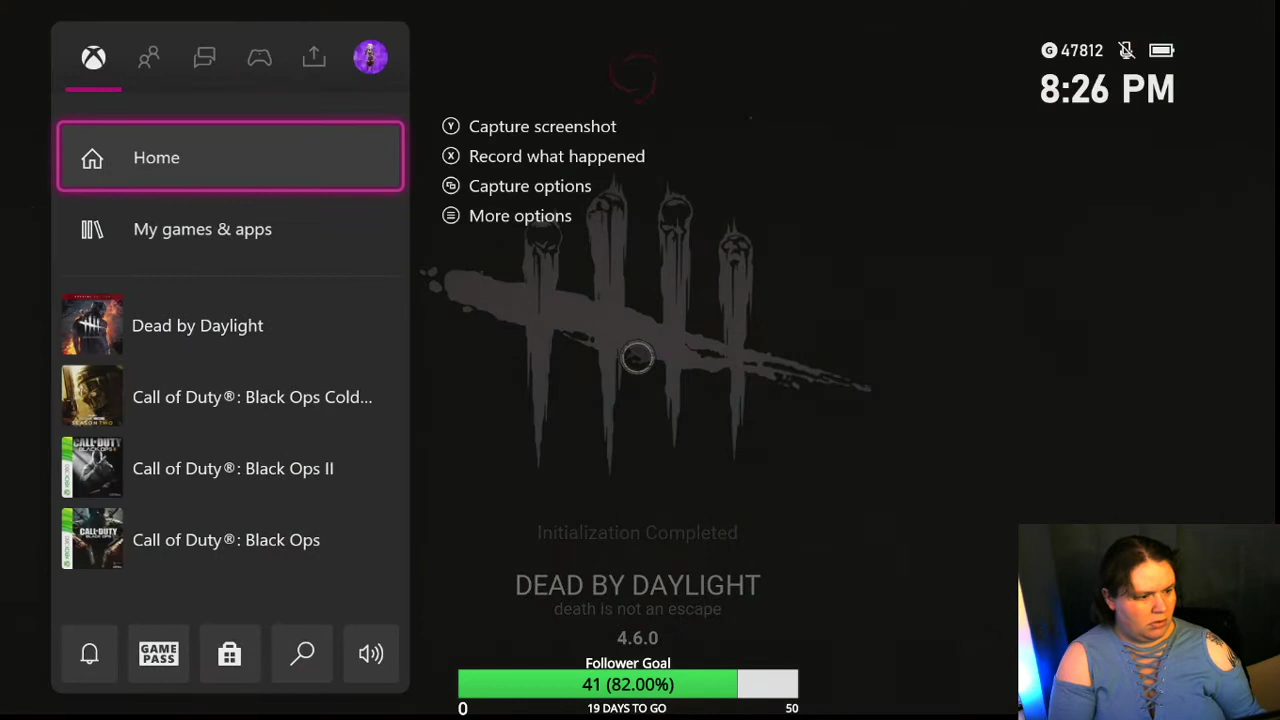 47812
8:26 PM
Home
My games & apps
Dead by Daylight
Call of Duty®: Black Ops Cold...
Call of Duty®: Black Ops II
Call of Duty®: Black Ops
GAME PASS
Y Capture screenshot
X Record what happened
Capture options
More options
Initialization Completed
DEAD BY DAYLIGHT
death is not an escape
4.6.0
Follower Goal
41 (82.00%)
0 19 DAYS TO GO 50